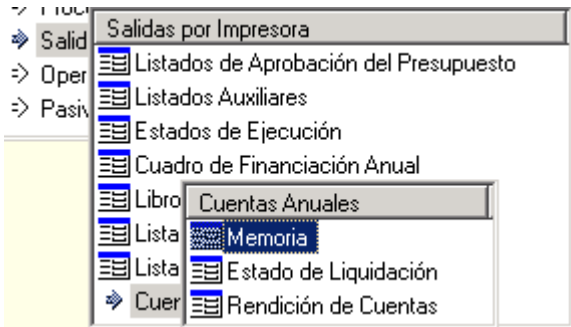 Salidas por Impresora
Listados de Aprobación del Presupuesto
Listados Auxiliares
Estados de Ejecución
Cuadro de Financiación Anual
Libro
Lista
Lista
Cuer
Salid
Oper
Pasiv
Cuentas Anuales
Memoria
Estado de Liquidación
Rendición de Cuentas